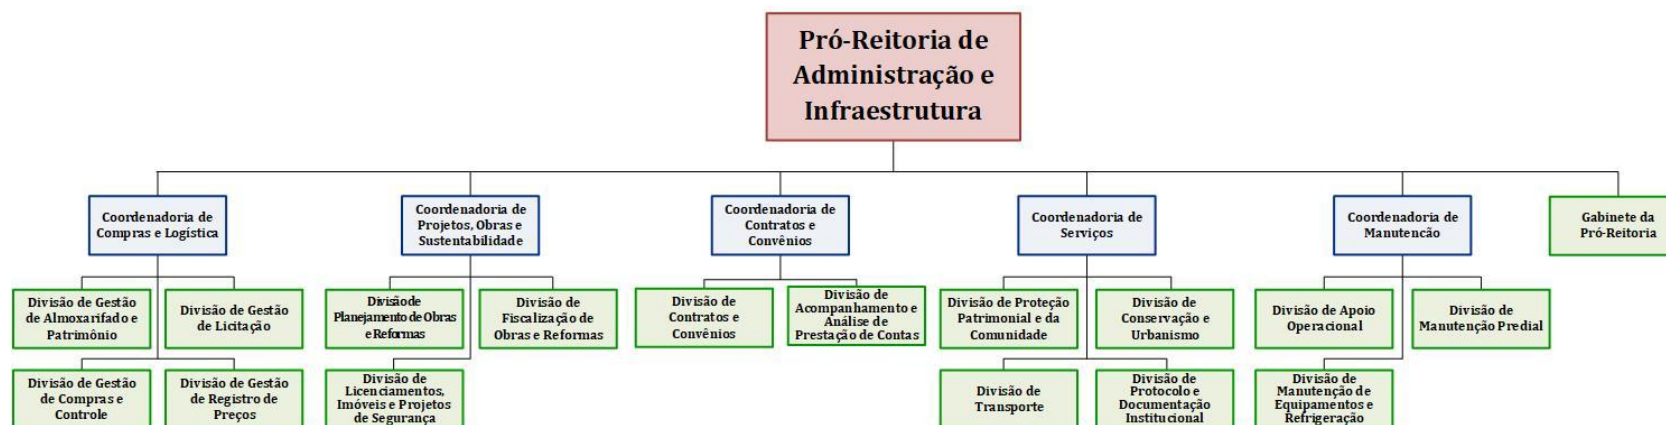 Pró-Reitoria de
Administração e
Infraestrutura
Coordenadoria de
Compras e Logística
Coordenadoria de
Projetos, Obras e
Sustentabilidade
Coordenadoria de
Contratos e
Convênios
Coordenadoria de
Serviços
Coordenadoria de
Manutencão
Gabinete da
Pró-Reitoria
Divisão de Gestão
de Almoxarifado e
Patrimônio
Divisão de Gestão
de Licitação
Divisão de
Planejamento de Obras
e Reformas
Divisão de
Fiscalização de
Obras e Reformas
Divisão de
Contratos e
Convênios
Divisão de
Acompanhamento e
Análise de
Prestação de Contas
Divisão de Proteção
Patrimonial e da
Comunidade
Divisão de
Conservação e
Urbanismo
Divisão de Apoio
Operacional
Divisão de
Manutenção Predial
Divisão de Gestão
de Compras e
Controle
Divisão de Gestão
de Registro de
Preços
Divisão de
Licenciamentos,
Imóveis e Projetos
de Segurança
Divisão de
Transporte
Divisão de
Protocolo e
Documentação
Institucional
Divisão de
Manutenção de
Equipamentos e
Refrigeração